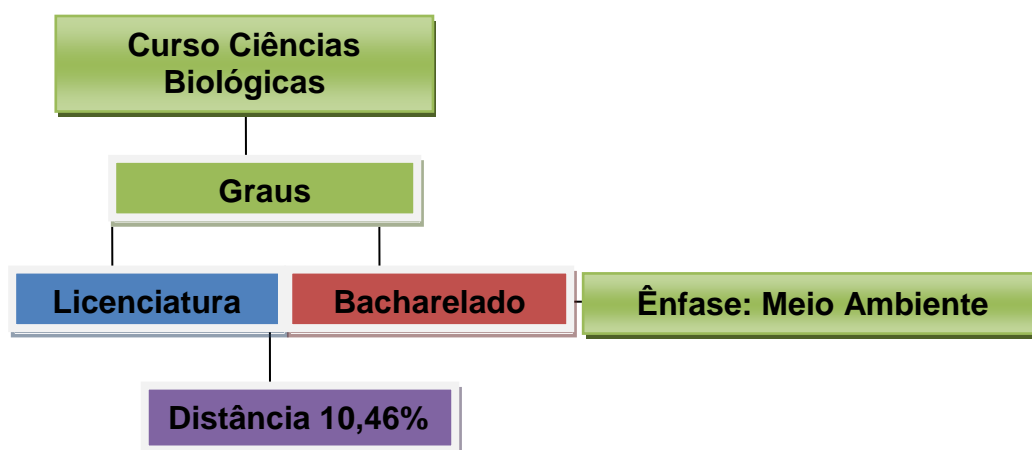 Curso Ciências
Biológicas
Graus
Licenciatura
Bacharelado
Ênfase: Meio Ambiente
Distância 10,46%